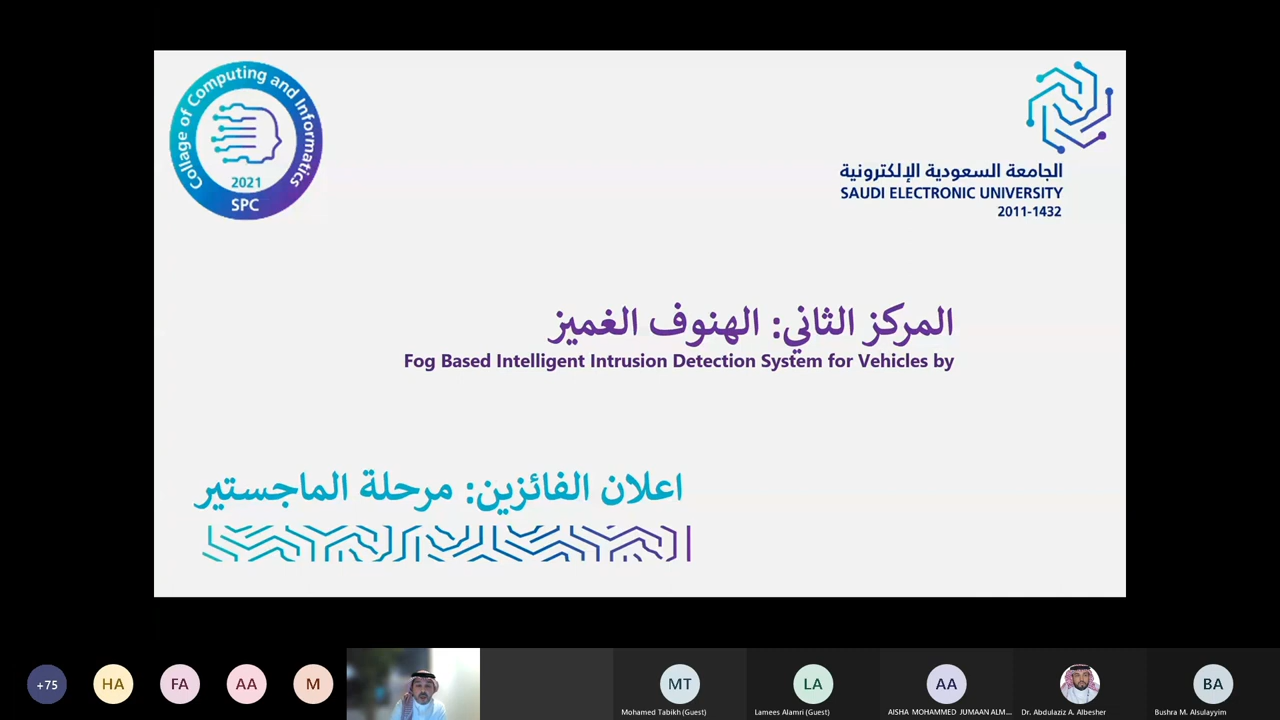 Collage of Computing and Informatics
2021
SPC
الجامعة السعودية الإلكترونية
SAUDI ELECTRONIC UNIVERSITY
2011-1432
المركز الثاني: الهنوف الغميز
Fog Based Intelligent Intrusion Detection System for Vehicles by
اعلان الفائزين: مرحلة الماجستير
+75
HA
FA
AA
M
MT
LA
AA
BA
Mohamed Tabikh (Guest)
Lamees Alamri (Guest)
AISHA MOHAMMED JUMAAN ALM...
Dr. Abdulaziz A. Albesher
Bushra M. Alsulayyim